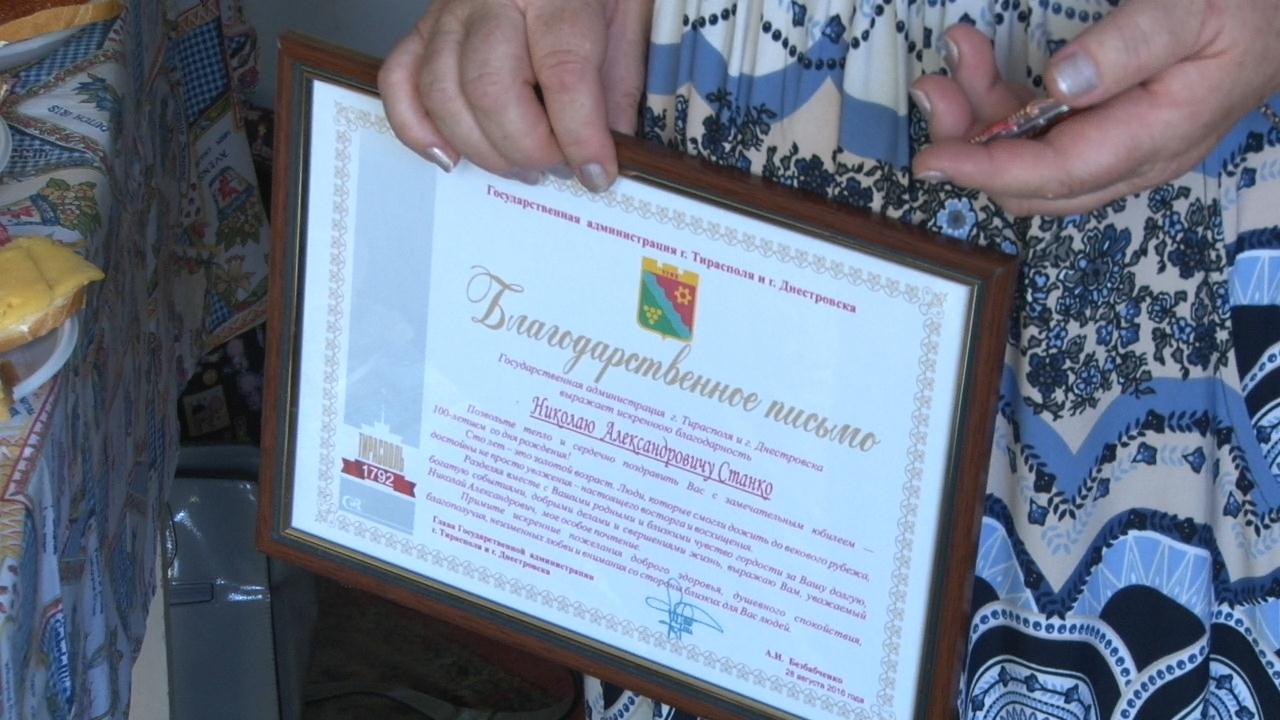 Государственная администрация г. Тирасполя и г. Днестровска
Благодарственное письмо
Государственная администрация г. Тирасполя и г. Днестровска
выражает искреннюю благодарность
Николаю Александровичу Станко
Позвольте тепло и сердечно поздравить Вас с замечательным юбилеем —
100-летием со дня рождения!
Сто лет – это золотой возраст. Люди, которые смогли дожить до векового рубежа,
достойны не просто уважения - настоящего восторга и восхищения.
Разделяя вместе с Вашими родными и близкими чувство гордости за Вашу долгую,
богатую событиями, добрыми делами и свершениями жизнь, выражаю Вам, уважаемый
Николай Александрович, мое особое почтение.
Примите искренние пожелания доброго здоровья, душевного спокойствия,
благополучия, неизменных любви и внимания со стороны близких для Вас людей.
Глава Государственной администрации
г. Тирасполя и г. Днестровска
А.И. Безбабченко
28 августа 2016 года
ТИРАСПОЛЬ
1792